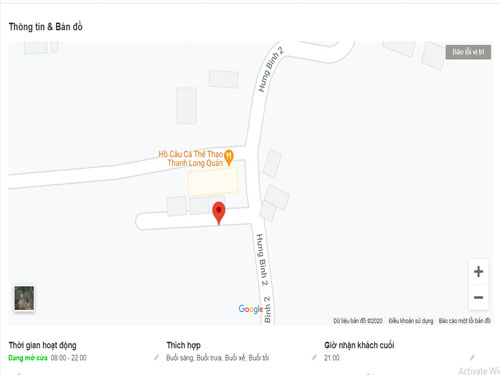 Thông tin & Bản đồ
Báo lỗi vị trí
Hưng Bình 2
Hồ Câu Cá Thể Thao
Thanh Long Quán
Hưng Bình 2
Bình 2
Google
Dữ liệu bản đồ ©2020 Điều khoản sử dụng Báo cáo một lỗi bản đồ
Thời gian hoạt động
Đang mở cửa 08:00 - 22:00
Thích hợp
Buổi sáng, Buổi trưa, Buổi xế, Buổi tối
Giờ nhận khách cuối
21:00
Activate Wi